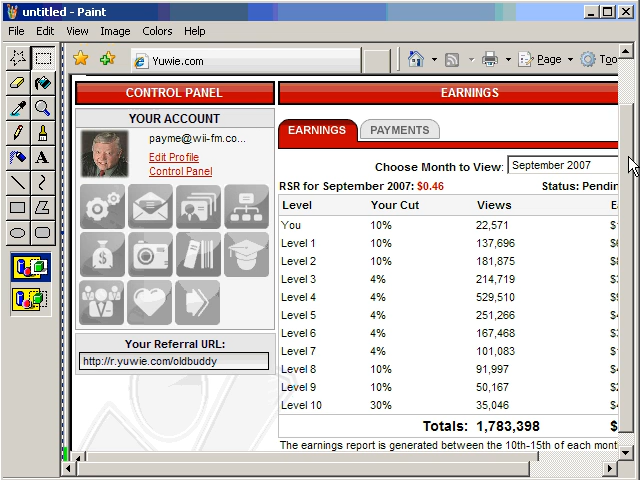 untitled - Paint
File Edit View Image Colors Help
Yuwie.com
Page
Too
CONTROL PANEL
EARNINGS
YOUR ACCOUNT
payme@wii-fm.co...
Edit Profile
Control Panel
EARNINGS PAYMENTS
Choose Month to View: September 2007
RSR for September 2007: $0.46 Status: Pendin
Level Your Cut Views E
You 10% 22,571 $
Level 1 10% 137,696 $
Level 2 10% 181,875 $
Level 3 4% 214,719 $
Level 4 4% 529,510 $
Level 5 4% 251,266 $
Level 6 4% 167,468 $
Level 7 4% 101,083 $
Level 8 10% 91,997 $
Level 9 10% 50,167 $
Level 10 30% 35,046 $
Totals: 1,783,398 $
The earnings report is generated between the 10th-15th of each mont
Your Referral URL:
http://r.yuwie.com/oldbuddy